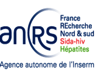 anRs
France
REcherche
Nord & sud
Sida-hiv
Hépatites
Agence autonome de l'Inserm